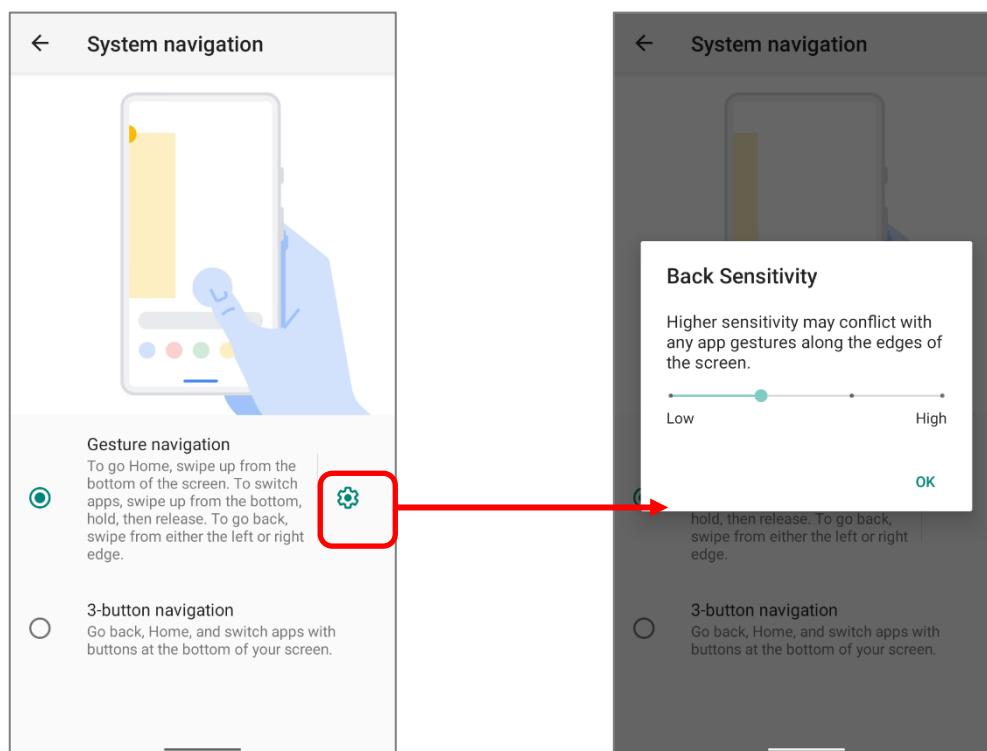 System navigation
Gesture navigation
To go Home, swipe up from the
bottom of the screen. To switch
apps, swipe up from the bottom,
hold, then release. To go back,
swipe from either the left or right
edge.
3-button navigation
Go back, Home, and switch apps with
buttons at the bottom of your screen.
System navigation
Back Sensitivity
Higher sensitivity may conflict with
any app gestures along the edges of
the screen.
Low High
OK
hold, then release. To go back,
swipe from either the left or right
edge.
3-button navigation
Go back, Home, and switch apps with
buttons at the bottom of your screen.